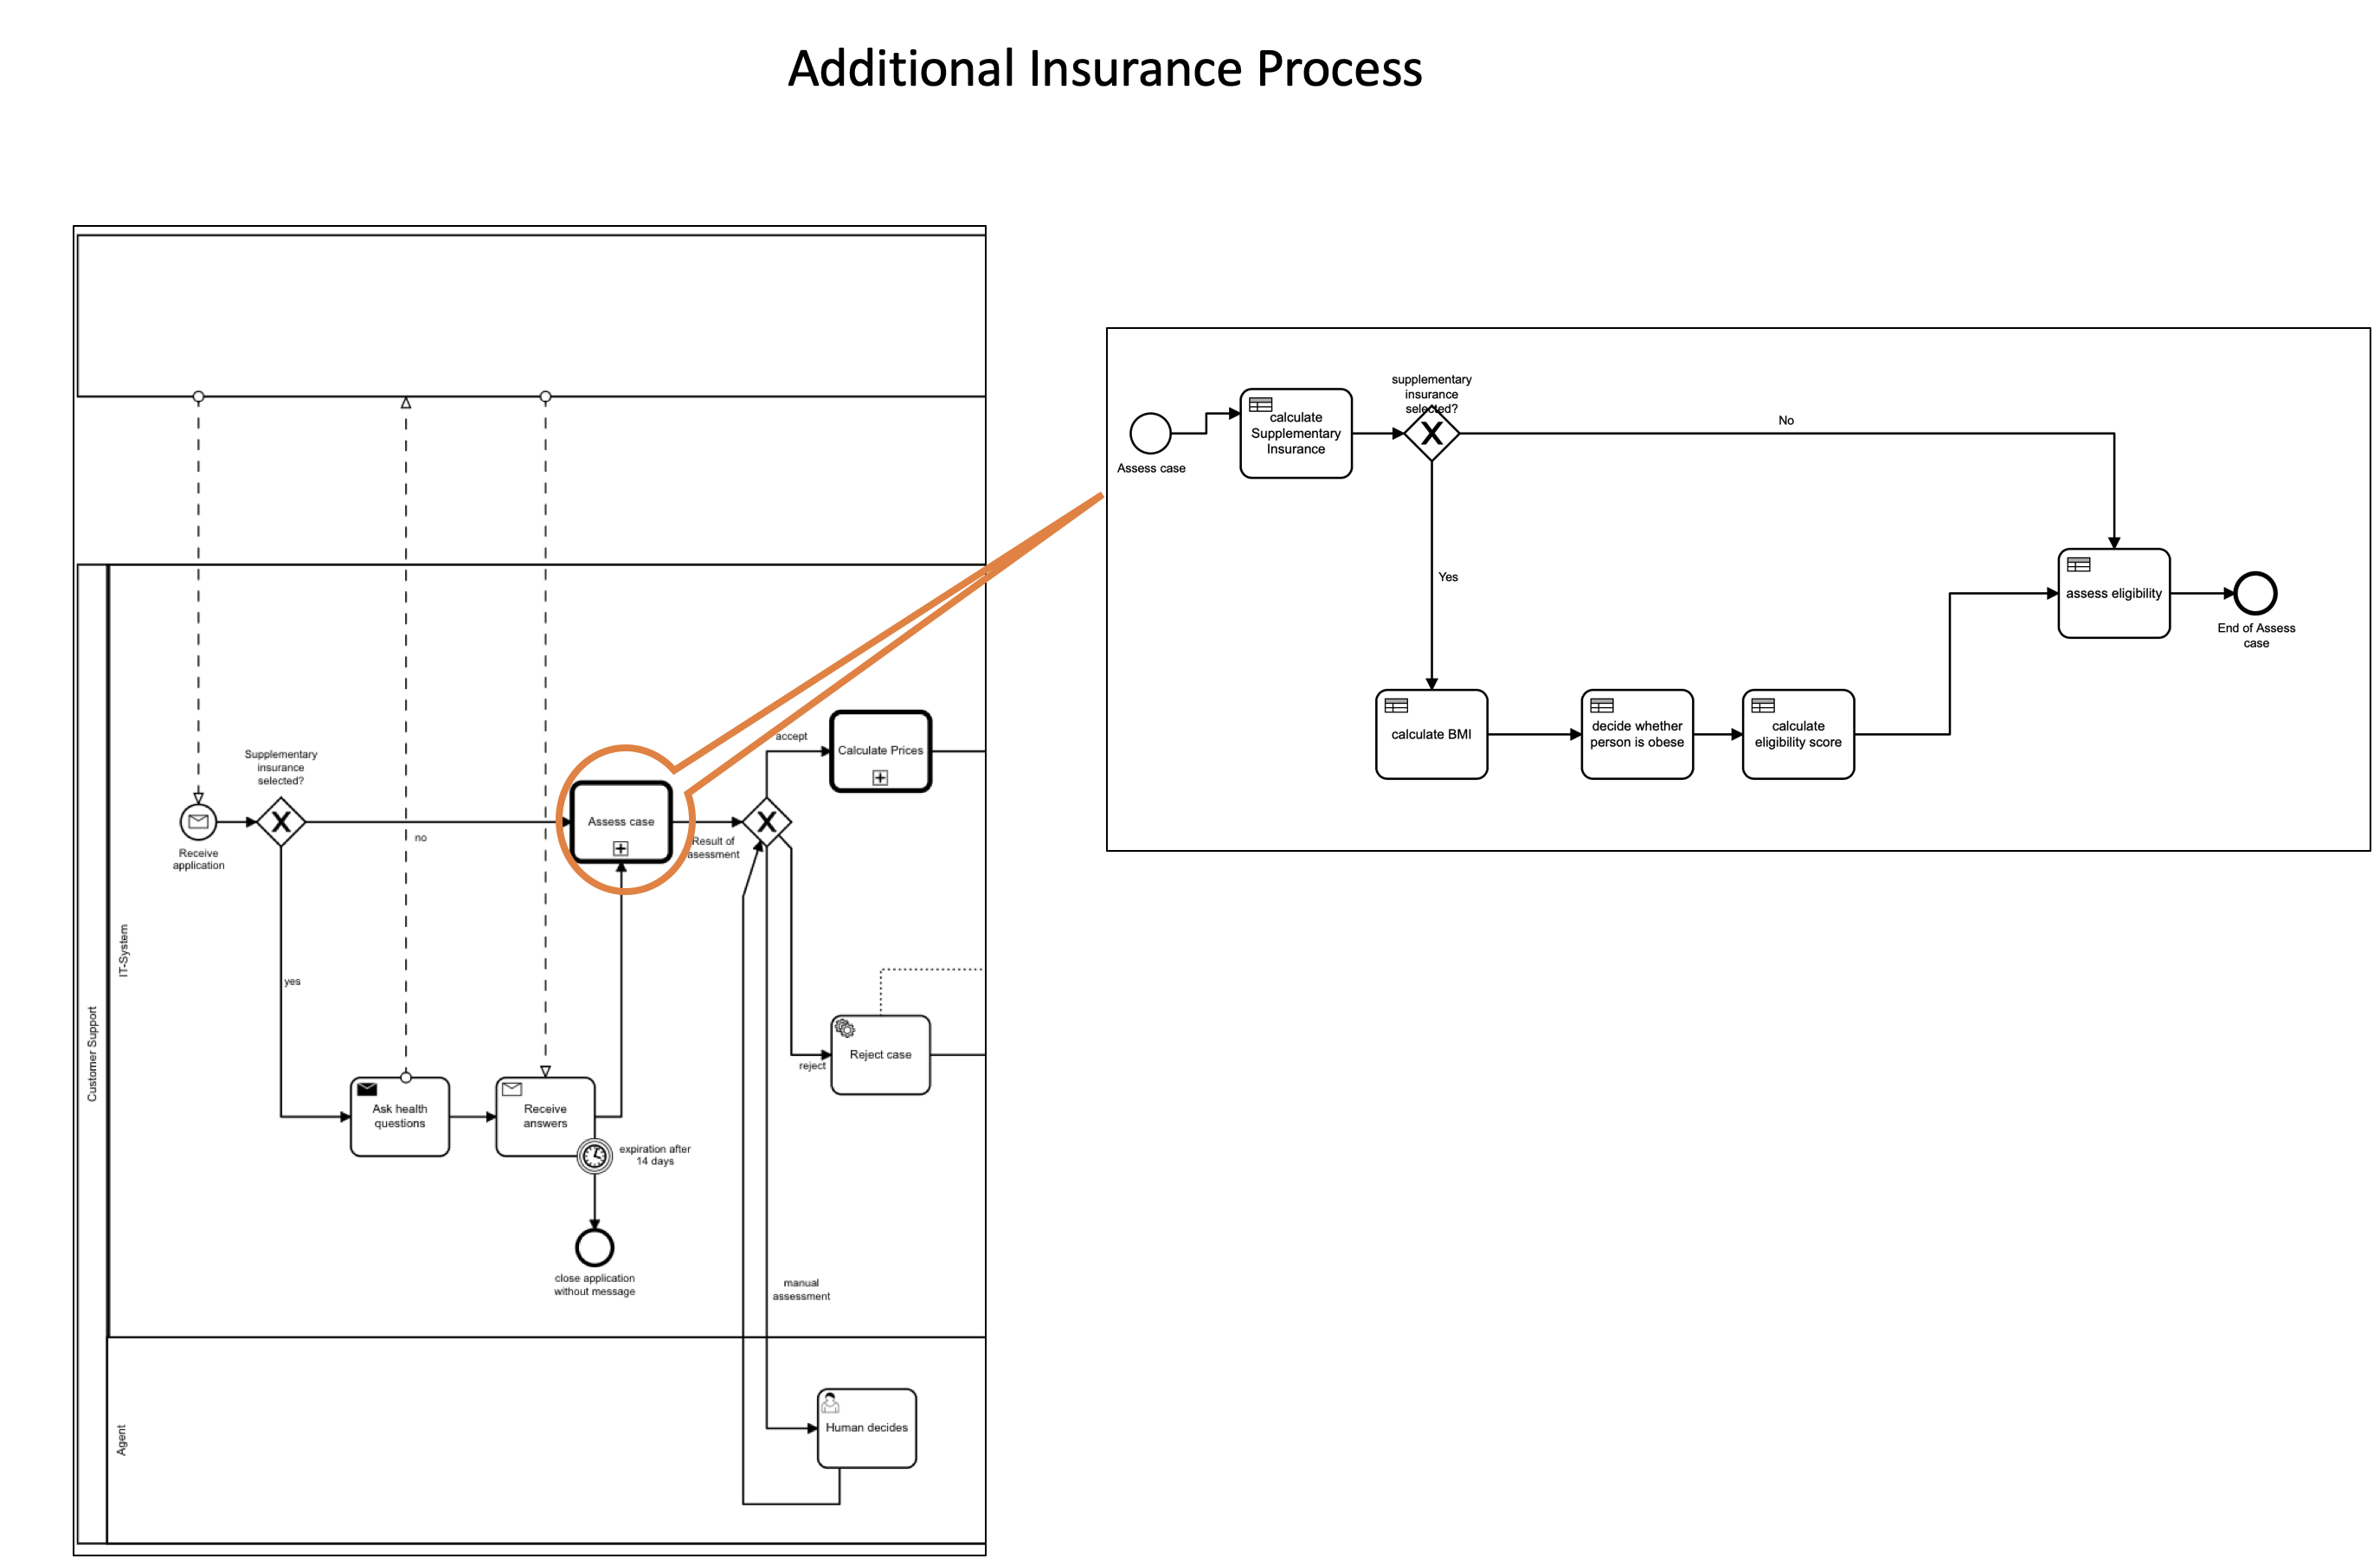 Additional Insurance Process
supplementary
insurance
selected?
calculate
Supplementary
Insurance
No
Assess case
Yes
assess eligibility
End of Assess
case
calculate BMI
decide whether
person is obese
calculate
eligibility score
accept
Calculate Prices
Supplementary
insurance
selected?
Assess case
no
Result of
asessment
Receive
application
IT-System
yes
Customer Support
reject
Reject case
Ask health
questions
Receive
answers
expiration after
14 days
close application
without message
manual
assessment
Agent
Human decides